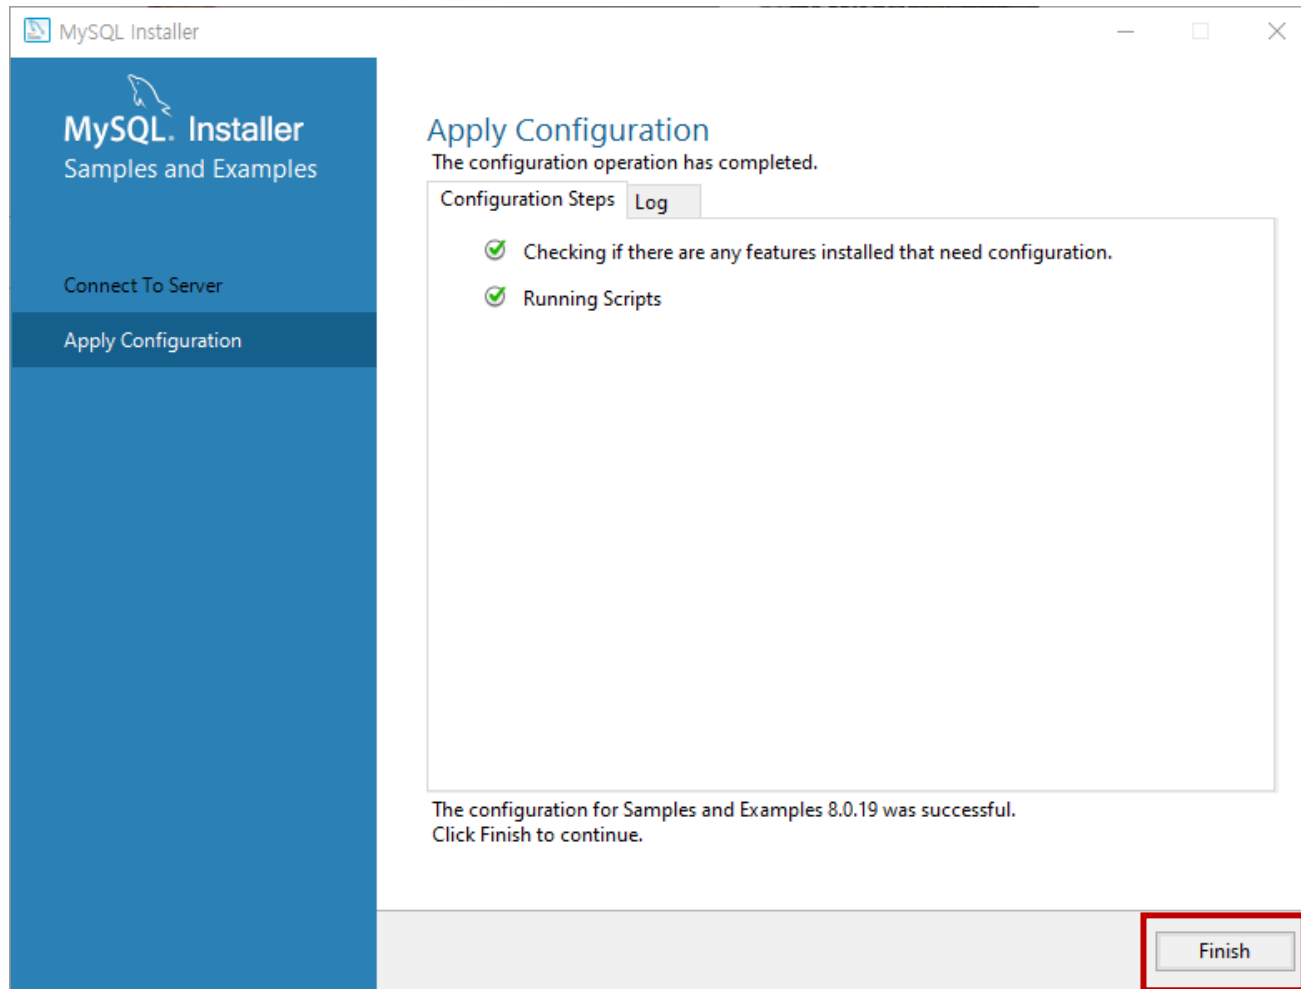 MySQL Installer
MySQL. Installer
Samples and Examples
Connect To Server
Apply Configuration
Apply Configuration
The configuration operation has completed.
Configuration Steps
Log
Checking if there are any features installed that need configuration.
Running Scripts
The configuration for Samples and Examples 8.0.19 was successful.
Click Finish to continue.
Finish